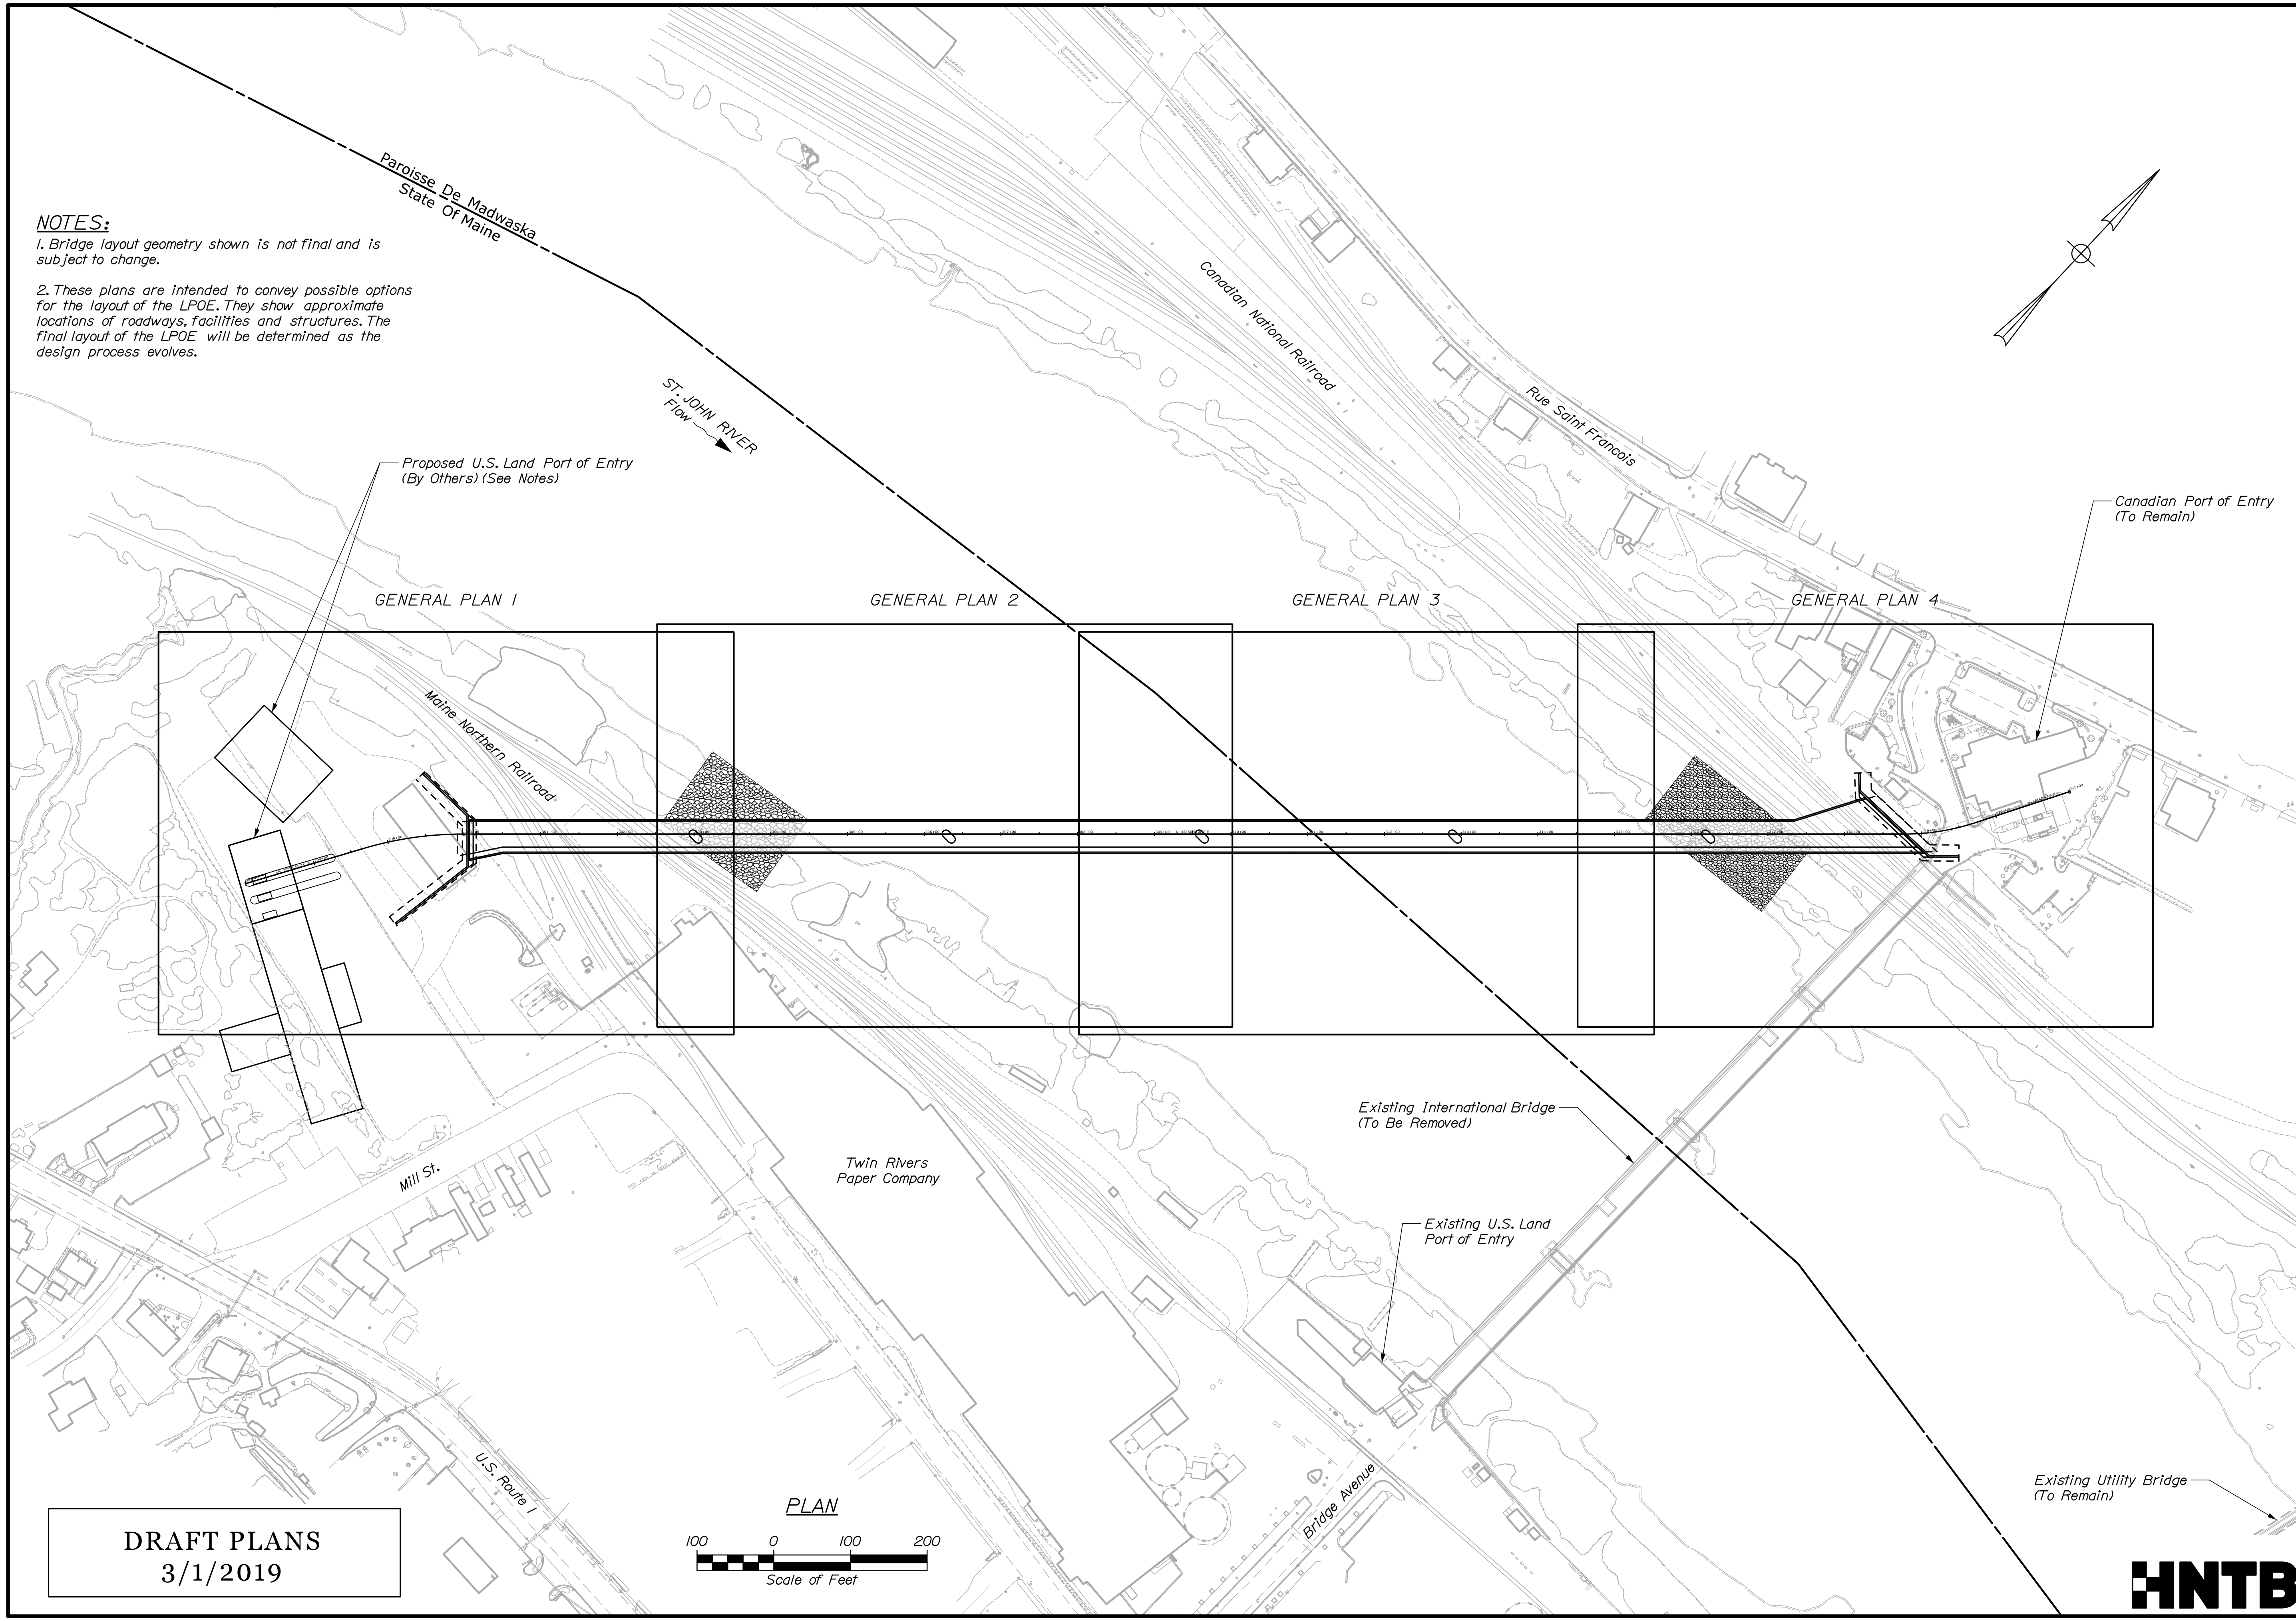 Paroisse De Madwaska
State Of Maine
NOTES:
1. Bridge layout geometry shown is not final and is
subject to change.
2. These plans are intended to convey possible options
for the layout of the LPOE. They show approximate
locations of roadways, facilities and structures. The
final layout of the LPOE will be determined as the
design process evolves.
Canadian National Railroad
Rue Saint Francois
ST. JOHN RIVER
Flow
Proposed U.S. Land Port of Entry
(By Others) (See Notes)
Canadian Port of Entry
(To Remain)
GENERAL PLAN 1
GENERAL PLAN 2
GENERAL PLAN 3
GENERAL PLAN 4
Maine Northern Railroad
Existing International Bridge
(To Be Removed)
Twin Rivers
Paper Company
Mill St.
Existing U.S. Land
Port of Entry
U.S. Route 1
Bridge Avenue
Existing Utility Bridge
(To Remain)
PLAN
100 0 100 200
Scale of Feet
DRAFT PLANS
3/1/2019
HNTB